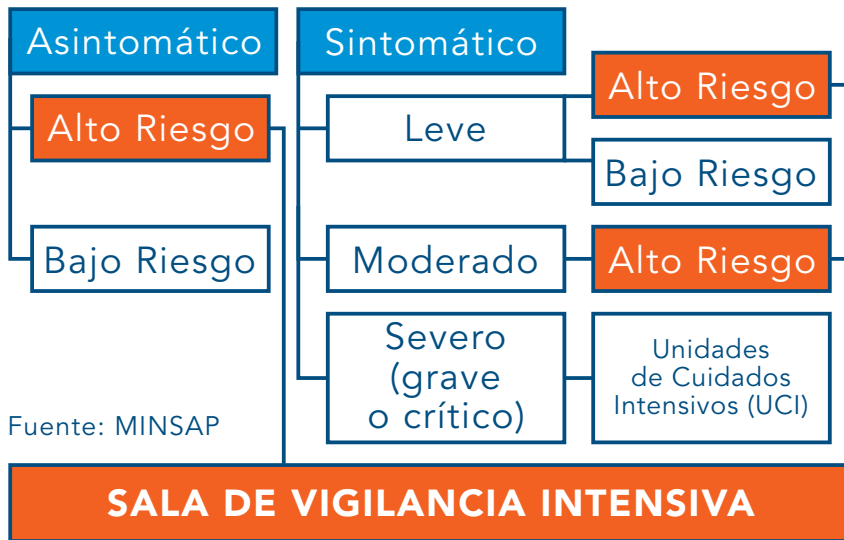 Asintomático
Alto Riesgo
Bajo Riesgo
Sintomático
Leve
Alto Riesgo
Bajo Riesgo
Moderado
Alto Riesgo
Severo
(grave
o crítico)
Unidades
de Cuidados
Intensivos (UCI)
Fuente: MINSAP
SALA DE VIGILANCIA INTENSIVA